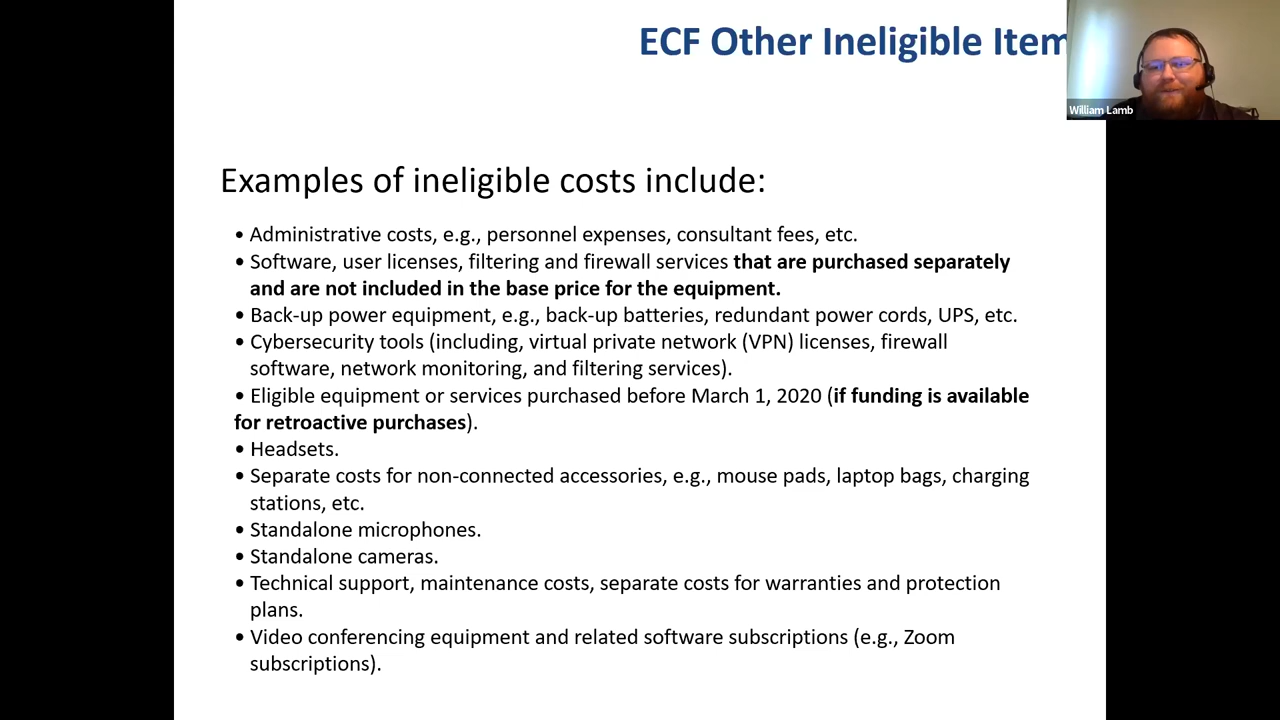 ECF Other Ineligible Item
William Lamb
Examples of ineligible costs include:
• Administrative costs, e.g., personnel expenses, consultant fees, etc.
• Software, user licenses, filtering and firewall services that are purchased separately
and are not included in the base price for the equipment.
• Back-up power equipment, e.g., back-up batteries, redundant power cords, UPS, etc.
• Cybersecurity tools (including, virtual private network (VPN) licenses, firewall
software, network monitoring, and filtering services).
• Eligible equipment or services purchased before March 1, 2020 (if funding is available
for retroactive purchases).
• Headsets.
• Separate costs for non-connected accessories, e.g., mouse pads, laptop bags, charging
stations, etc.
• Standalone microphones.
• Standalone cameras.
• Technical support, maintenance costs, separate costs for warranties and protection
plans.
• Video conferencing equipment and related software subscriptions (e.g., Zoom
subscriptions).